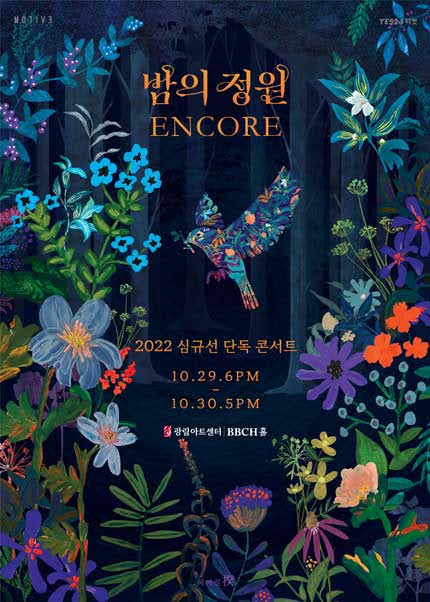 MOTIVE
YES24 티켓
밤의 정원
ENCORE
2022 심규선 단독 콘서트
10.29.6PM
-
10.30.5PM
광림아트센터 BBCH홀